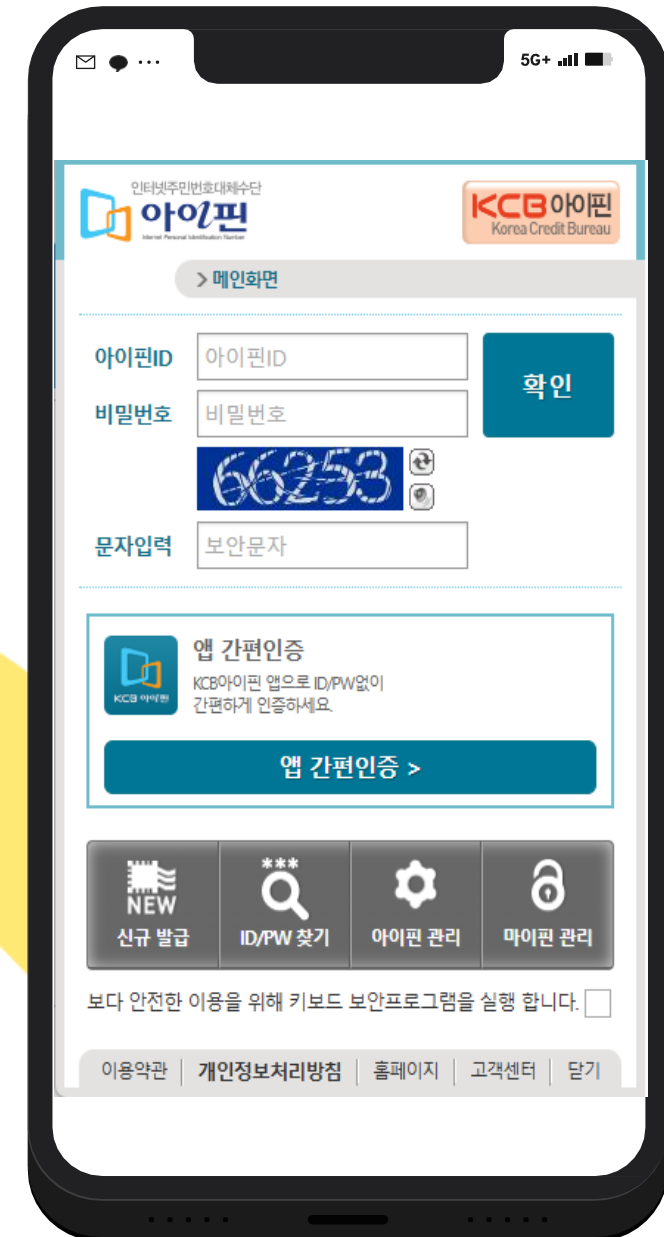 5G+
인터넷주민번호대체수단
아이핀
Internet Personal Identification Number
KCB 아이핀
Korea Credit Bureau
> 메인화면
아이핀ID 아이핀ID
확인
비밀번호 비밀번호
66253
문자입력 보안문자
앱 간편인증
KCB아이핀 앱으로 ID/PW없이
간편하게 인증하세요.
KCB 아이핀
앱 간편인증 >
NEW
***
신규 발급 ID/PW 찾기 아이핀 관리 마이핀 관리
보다 안전한 이용을 위해 키보드 보안프로그램을 실행 합니다.
이용약관 | 개인정보처리방침 | 홈페이지 | 고객센터 | 닫기